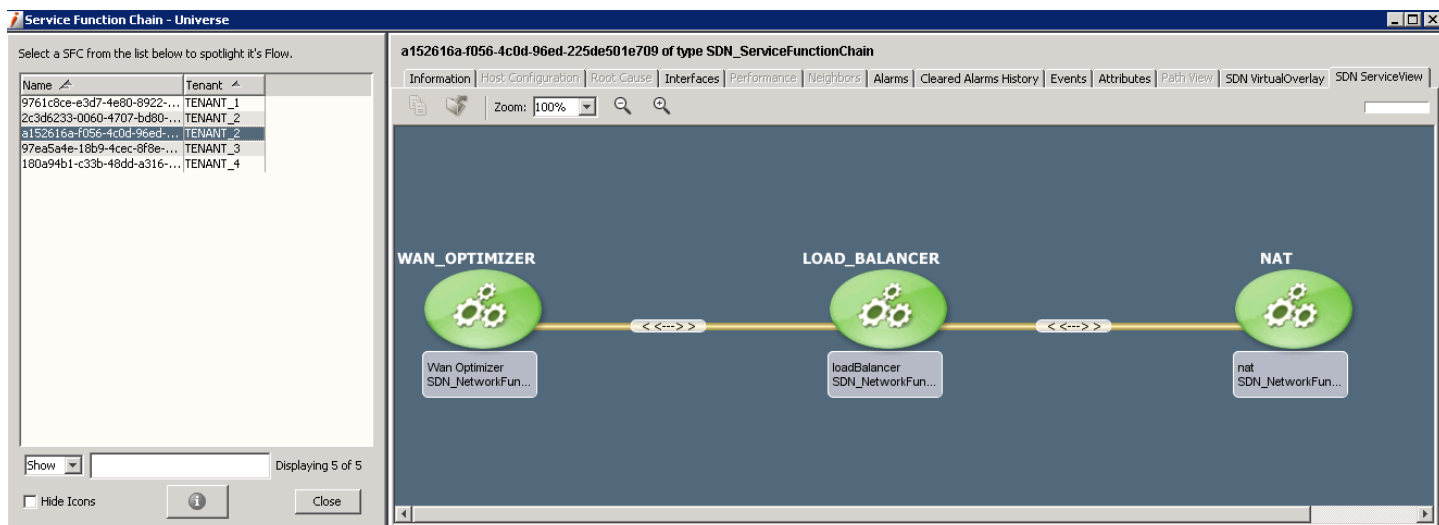 Service Function Chain - Universe
Select a SFC from the list below to spotlight it's Flow.
Name Tenant
9761c8ce-e3d7-4e80-8922-... TENANT_1
2c3d6233-0060-4707-bd80-... TENANT_2
a152616a-f056-4c0d-96ed-... TENANT_2
97ea5a4e-18b9-4cec-8f8e-... TENANT_3
180a94b1-c33b-48dd-a316-... TENANT_4
Show Displaying 5 of 5
Hide Icons Close
a152616a-f056-4c0d-96ed-225de501e709 of type SDN_ServiceFunctionChain
Information Host Configuration Root Cause Interfaces Performance Neighbors Alarms Cleared Alarms History Events Attributes Path View SDN VirtualOverlay SDN ServiceView
Zoom: 100%
WAN_OPTIMIZER LOAD_BALANCER NAT
< <---> > < <---> >
Wan Optimizer
SDN_NetworkFun...
loadBalancer
SDN_NetworkFun...
nat
SDN_NetworkFun...